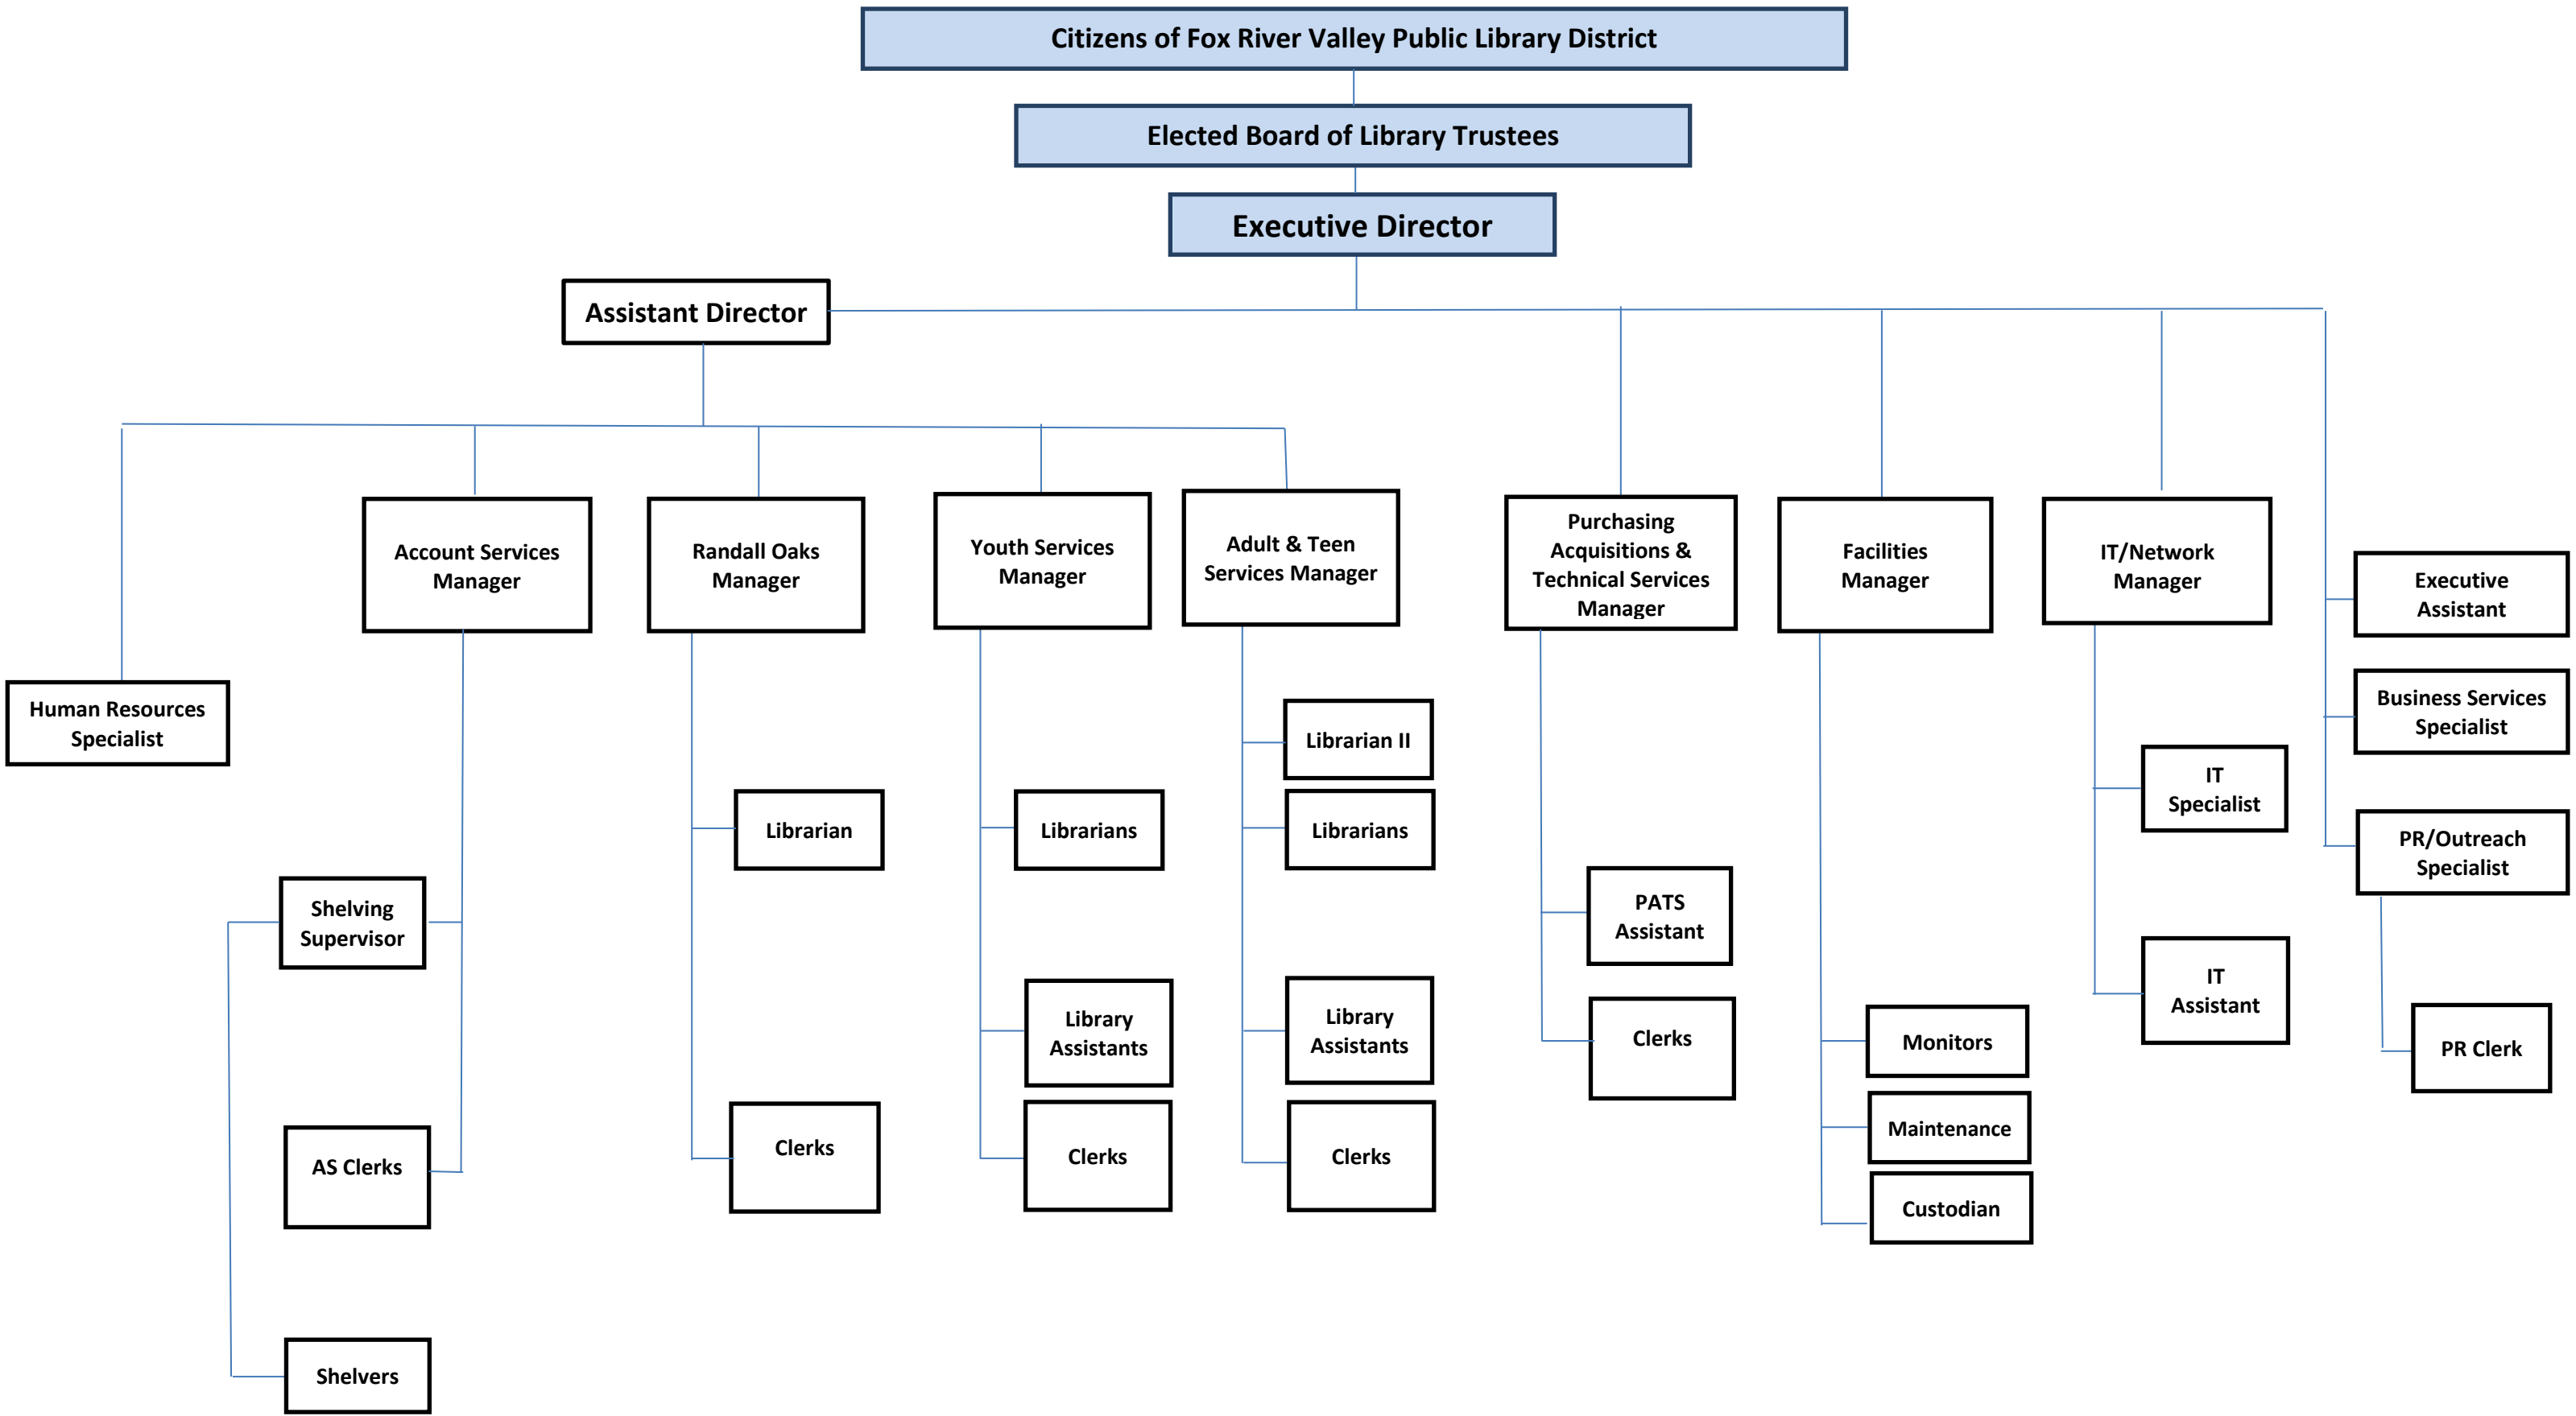 Citizens of Fox River Valley Public Library District
Elected Board of Library Trustees
Executive Director
Assistant Director
Account Services
Manager
Randall Oaks
Manager
Youth Services
Manager
Adult & Teen
Services Manager
Purchasing
Acquisitions &
Technical Services
Manager
Facilities
Manager
IT/Network
Manager
Executive
Assistant
Human Resources
Specialist
Business Services
Specialist
Librarian II
IT
Specialist
Librarian
Librarians
Librarians
PR/Outreach
Specialist
Shelving
Supervisor
PATS
Assistant
IT
Assistant
Library
Assistants
Library
Assistants
Clerks
Monitors
PR Clerk
Maintenance
AS Clerks
Clerks
Clerks
Clerks
Custodian
Shelvers